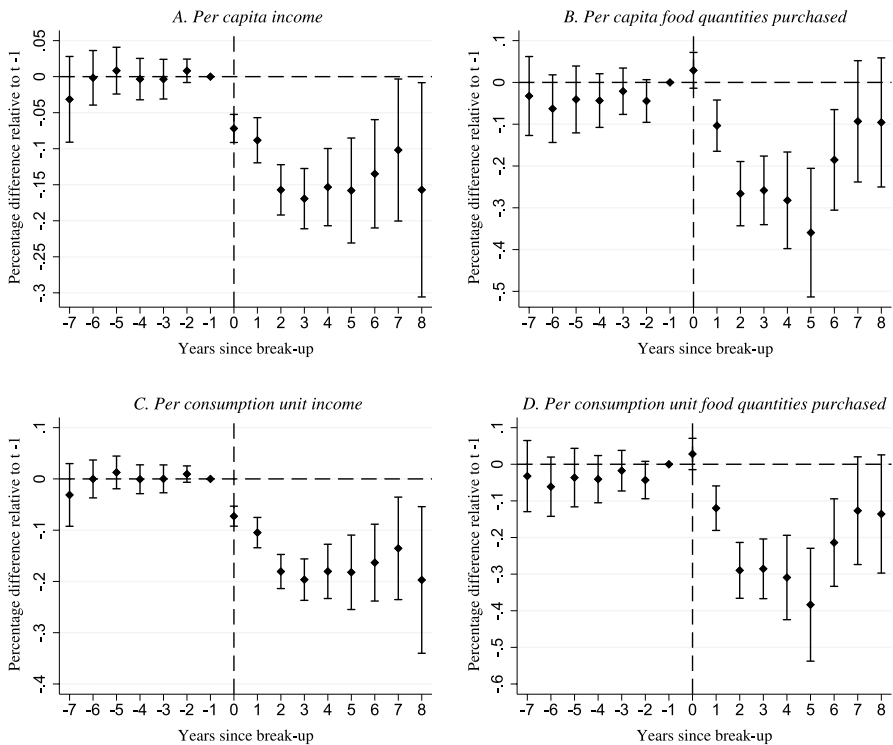 A. Per capita income
Percentage difference relative to t -1
.05
0
-.05
-.1
-.15
-.2
-.25
-.3
-7 -6 -5 -4 -3 -2 -1 0 1 2 3 4 5 6 7 8
Years since break-up
B. Per capita food quantities purchased
Percentage difference relative to t -1
.1
0
-.1
-.2
-.3
-.4
-.5
-7 -6 -5 -4 -3 -2 -1 0 1 2 3 4 5 6 7 8
Years since break-up
C. Per consumption unit income
Percentage difference relative to t -1
.1
0
-.1
-.2
-.3
-.4
-7 -6 -5 -4 -3 -2 -1 0 1 2 3 4 5 6 7 8
Years since break-up
D. Per consumption unit food quantities purchased
Percentage difference relative to t -1
.1
0
-.1
-.2
-.3
-.4
-.5
-.6
-7 -6 -5 -4 -3 -2 -1 0 1 2 3 4 5 6 7 8
Years since break-up